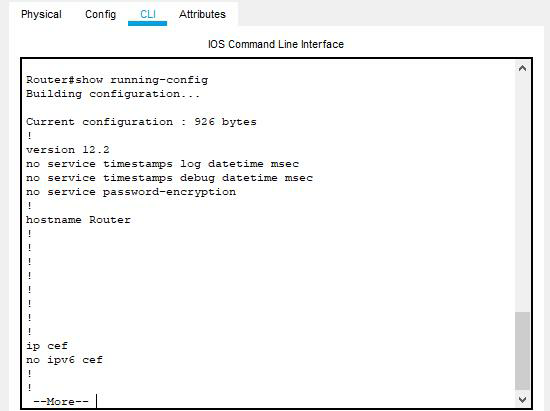 Physical Config CLI Attributes
IOS Command Line Interface
Router#show running-config
Building configuration...
Current configuration : 926 bytes
!
version 12.2
no service timestamps log datetime msec
no service timestamps debug datetime msec
no service password-encryption
!
hostname Router
!
!
!
!
!
!
!
!
ip cef
no ipv6 cef
!
!
--More--